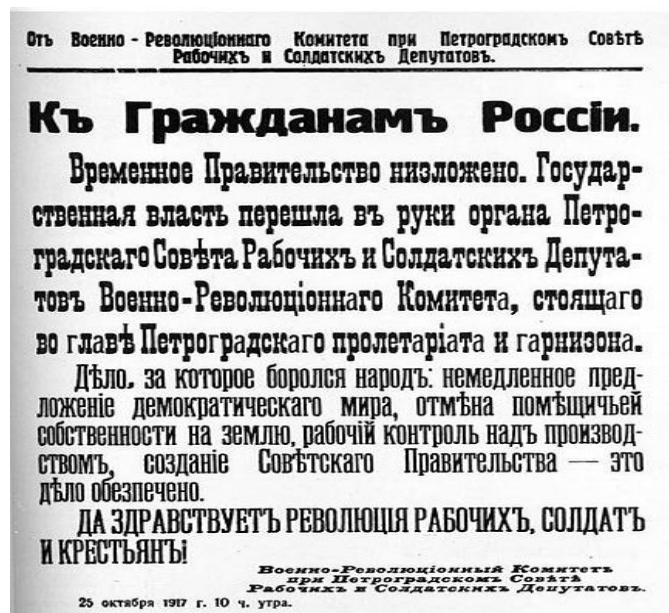 Отъ Военно - Революціоннаго Комитета при Петроградскомъ Совѣтѣ
Рабочихъ и Солдатскихъ Депутатовъ.
Къ Гражданамъ Россіи.
Временное Правительство низложено. Государ-
ственная власть перешла въ руки органа Петро-
градскаго Совѣта Рабочихъ и Солдатскихъ Депута-
товъ Военно-Революціоннаго Комитета, стоящаго
во главѣ Петроградскаго пролетаріата и гарнизона.
Дѣло, за которое боролся народъ: немедленное пред-
ложеніе демократическаго мира, отмѣна помѣщичьей
собственности на землю, рабочій контроль надъ производ-
ствомъ, созданіе Совѣтскаго Правительства — это
дѣло обезпечено.
ДА ЗДРАВСТВУЕТЪ РЕВОЛЮЦІЯ РАБОЧИХЪ, СОЛДАТЪ
И КРЕСТЬЯНЪ!
Военно-Революціонный Комитетъ
при Петроградскомъ Совѣтѣ
Рабочихъ и Солдатскихъ Депутатовъ.
25 октября 1917 г. 10 ч. утра.